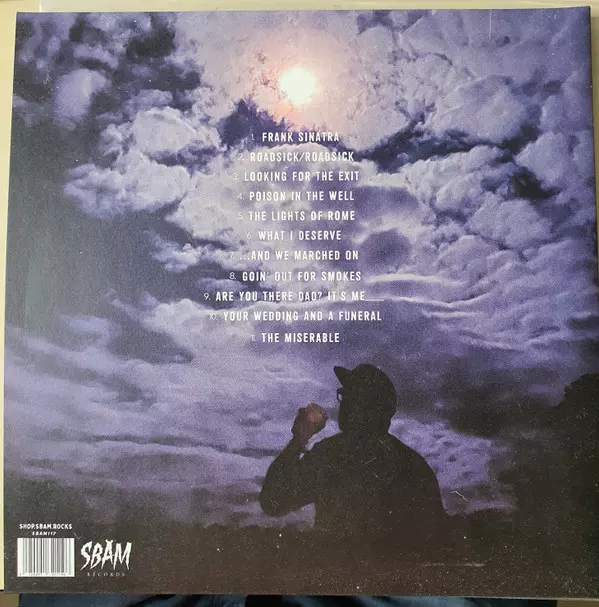 1. FRANK SINATRA
2. ROADSICK/ROADSICK
3. LOOKING FOR THE EXIT
4. POISON IN THE WELL
5. THE LIGHTS OF ROME
6. WHAT I DESERVE
7. ...AND WE MARCHED ON
8. GOIN' OUT FOR SMOKES
9. ARE YOU THERE DAD? IT'S ME...
10. YOUR WEDDING AND A FUNERAL
11. THE MISERABLE
SHOP.SBAM.ROCKS
SBAM117
SBÄM
RECORDS